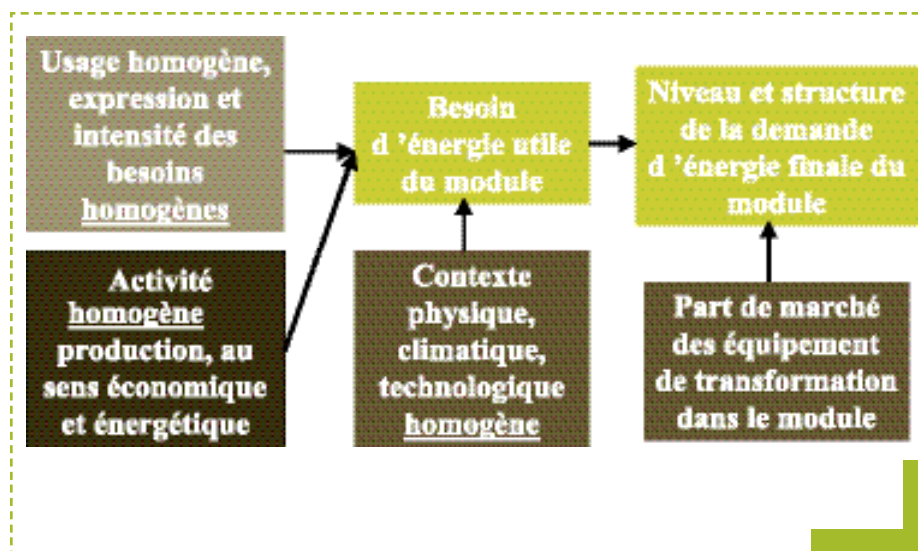 Usage homogène,
expression et
intensité des
besoins
homogènes
Activité
homogène
production, au
sens économique
et énergétique
Besoin
d ’énergie utile
du module
Contexte
physique,
climatique,
technologique
homogène
Niveau et structure
de la demande
d ’énergie finale du
module
Part de marché
des équipement
de transformation
dans le module